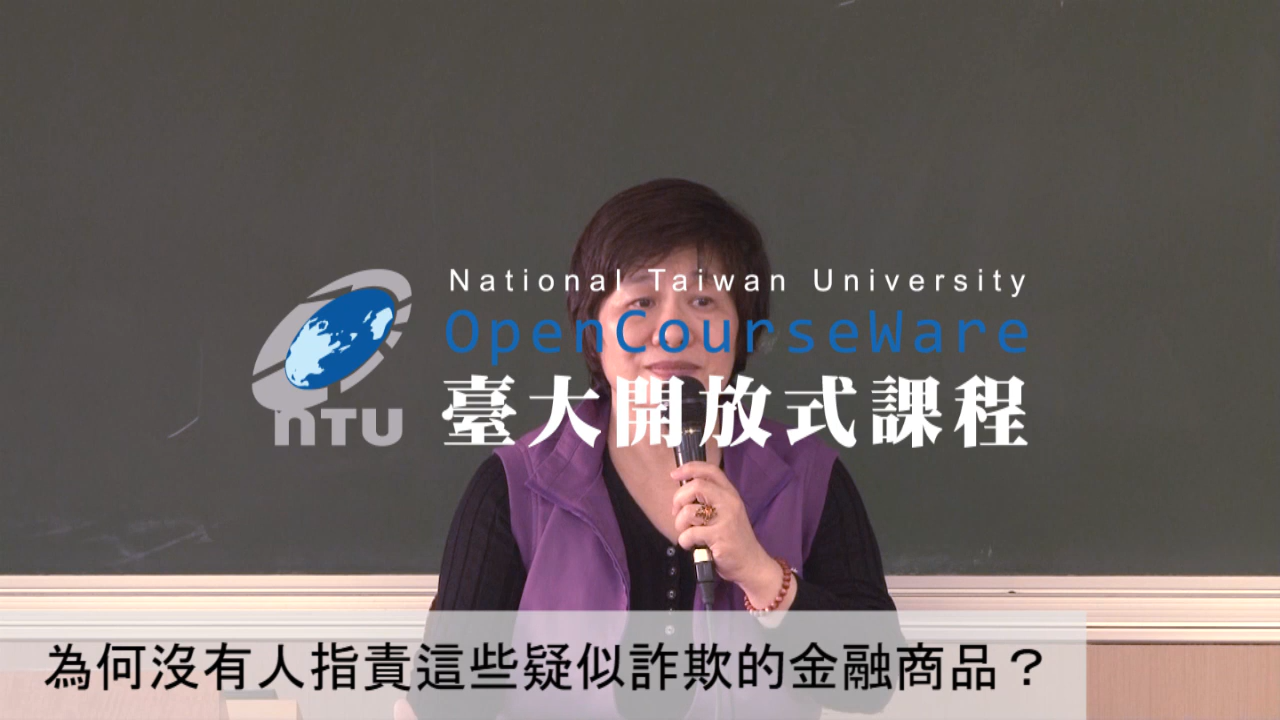 National Taiwan University
OpenCourseWare
nTU
臺大開放式課程
為何沒有人指責這些疑似詐欺的金融商品？